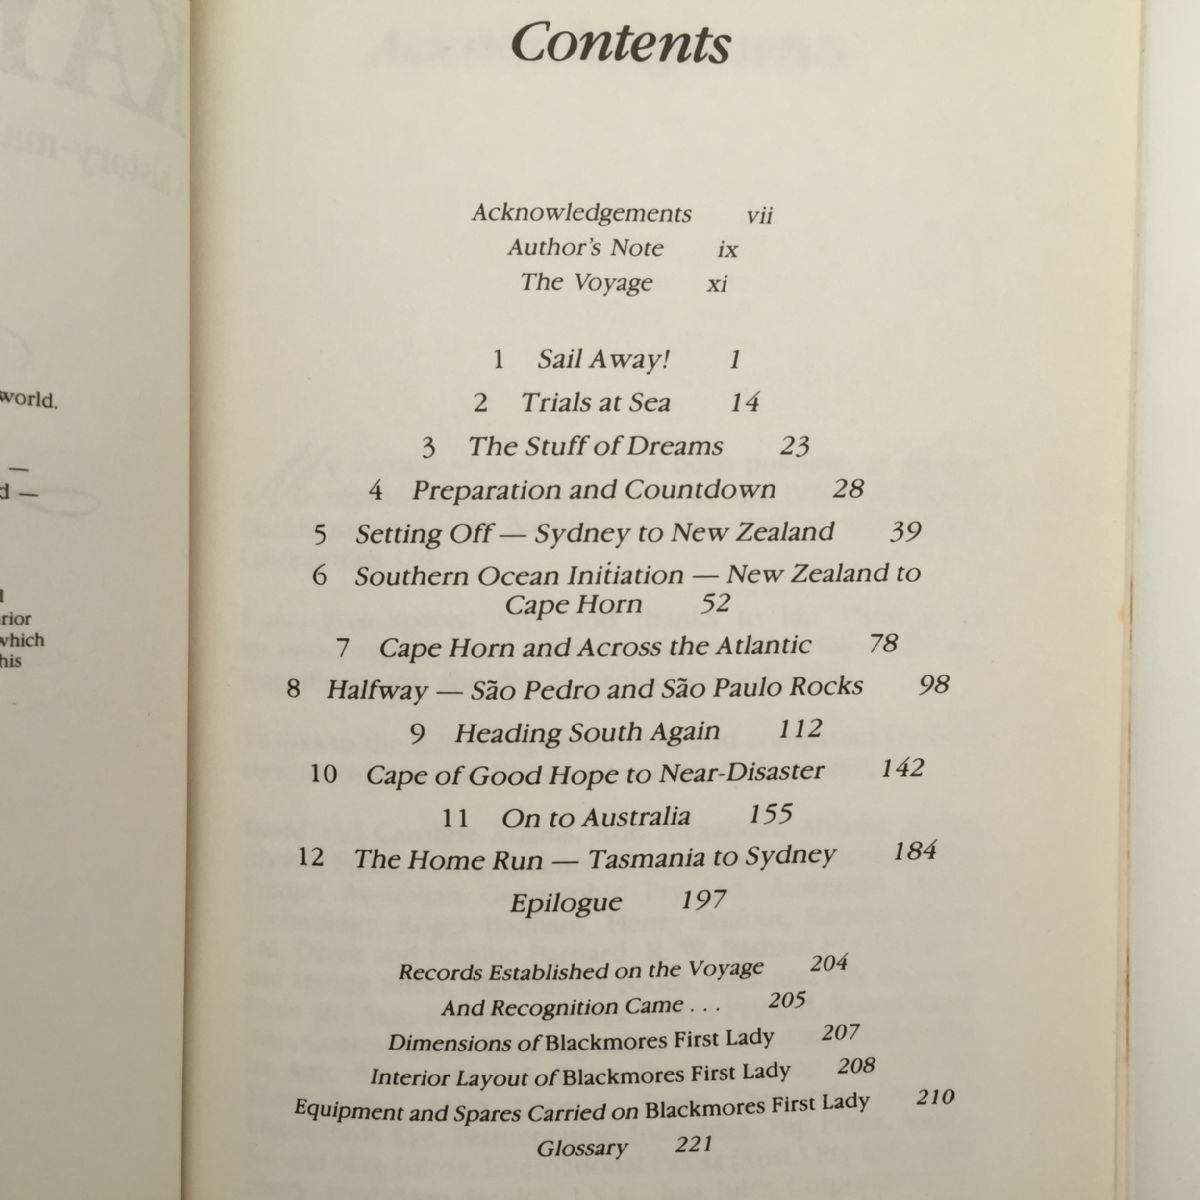 Contents
Acknowledgements vii
Author's Note ix
The Voyage xi
1 Sail Away! 1
2 Trials at Sea 14
3 The Stuff of Dreams 23
4 Preparation and Countdown 28
5 Setting Off — Sydney to New Zealand 39
6 Southern Ocean Initiation — New Zealand to
Cape Horn 52
7 Cape Horn and Across the Atlantic 78
8 Halfway — São Pedro and São Paulo Rocks 98
9 Heading South Again 112
10 Cape of Good Hope to Near-Disaster 142
11 On to Australia 155
12 The Home Run — Tasmania to Sydney 184
Epilogue 197
Records Established on the Voyage 204
And Recognition Came . . . 205
Dimensions of Blackmores First Lady 207
Interior Layout of Blackmores First Lady 208
Equipment and Spares Carried on Blackmores First Lady 210
Glossary 221
world.
—
d —
rior
which
his